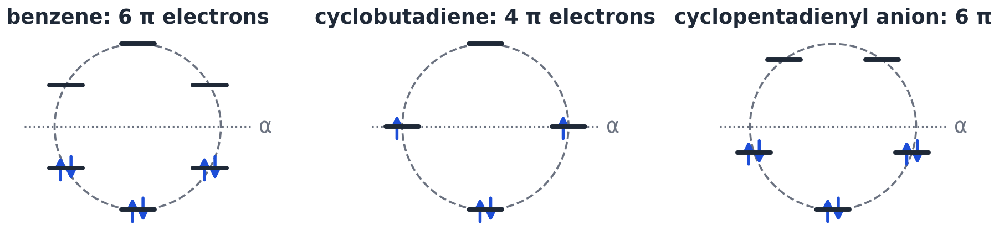 benzene: 6 π electrons
cyclobutadiene: 4 π electrons
cyclopentadienyl anion: 6 π
α
α
α